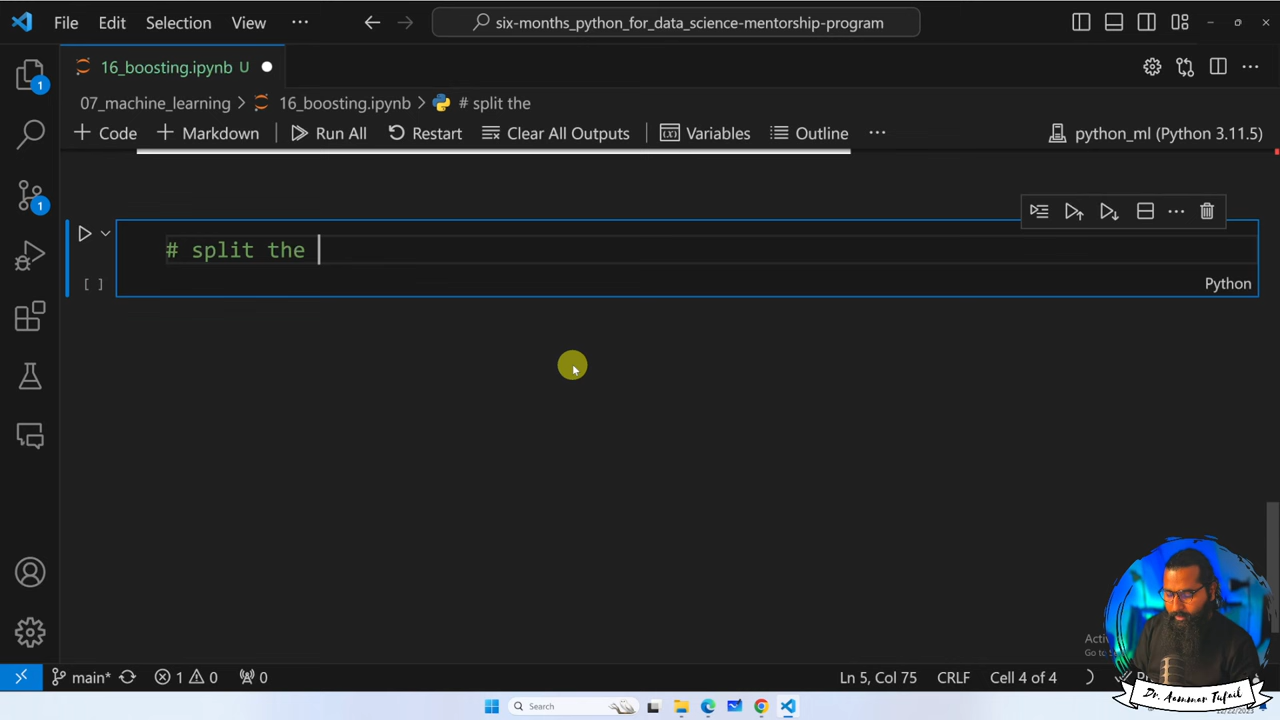 File Edit Selection View ··· six-months_python_for_data_science-mentorship-program
16_boosting.ipynb U
07_machine_learning > 16_boosting.ipynb > # split the
+ Code + Markdown Run All Restart Clear All Outputs Variables Outline ··· python_ml (Python 3.11.5)
1
# split the
[ ]
Python
1
Dr. Aammar Tufail
main* 1 0 0 Ln 5, Col 75 CRLF Cell 4 of 4
Search